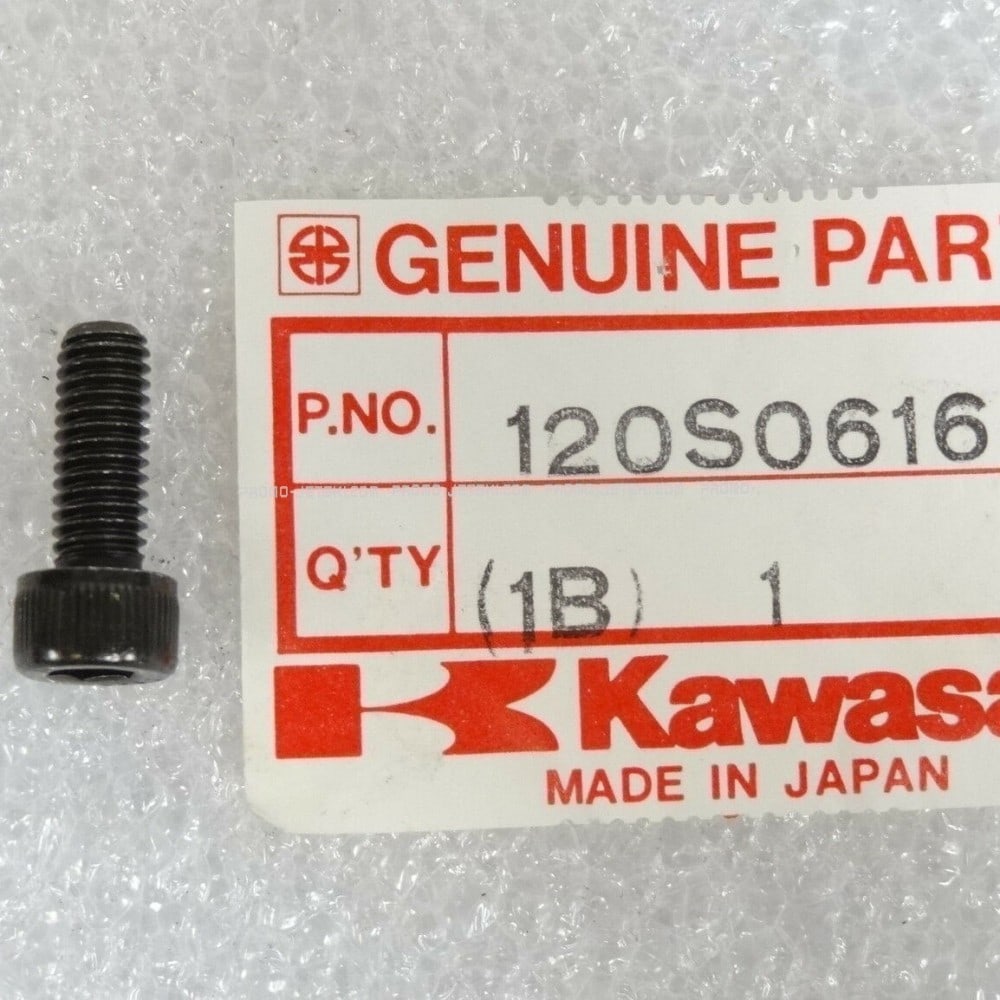 GENUINE PAR
P.NO. 120S0616
Q'TY (1B) 1
Kawasa
MADE IN JAPAN